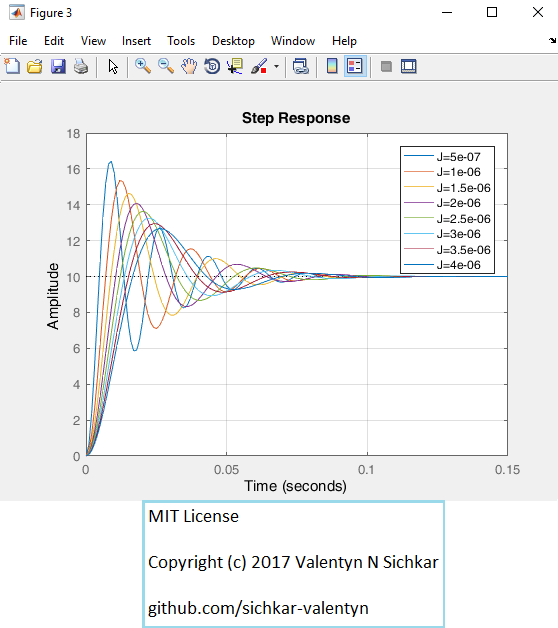 Figure 3
File Edit View Insert Tools Desktop Window Help
Step Response
18
16
14
12
10
8
6
4
2
0
Amplitude
0 0.05 0.1 0.15
Time (seconds)
J=5e-07
J=1e-06
J=1.5e-06
J=2e-06
J=2.5e-06
J=3e-06
J=3.5e-06
J=4e-06
MIT License
Copyright (c) 2017 Valentyn N Sichkar
github.com/sichkar-valentyn